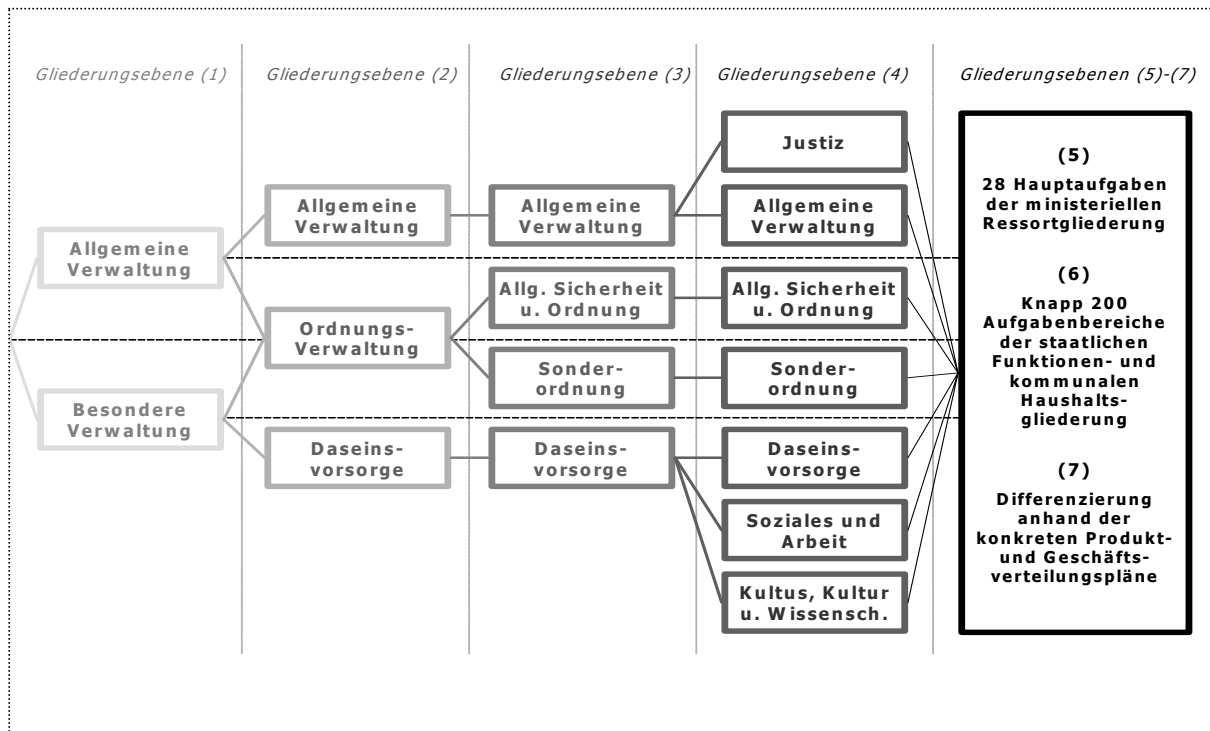 Gliederungsebene (1)
Gliederungsebene (2)
Gliederungsebene (3)
Gliederungsebene (4)
Gliederungsebenen (5)-(7)
Allgemeine
Verwaltung
Besondere
Verwaltung
Allgemeine
Verwaltung
Ordnungs-
Verwaltung
Daseins-
vorsorge
Allgemeine
Verwaltung
Allg. Sicherheit
u. Ordnung
Sonder-
ordnung
Daseins-
vorsorge
Justiz
Allgemeine
Verwaltung
Allg. Sicherheit
u. Ordnung
Sonder-
ordnung
Daseins-
vorsorge
Soziales und
Arbeit
Kultus, Kultur
u. Wissensch.
(5)
28 Hauptaufgaben
der ministeriellen
Ressortgliederung
(6)
Knapp 200
Aufgabenbereiche
der staatlichen
Funktionen- und
kommunalen
Haushalts-
gliederung
(7)
Differenzierung
anhand der
konkreten Produkt-
und Geschäfts-
verteilungspläne